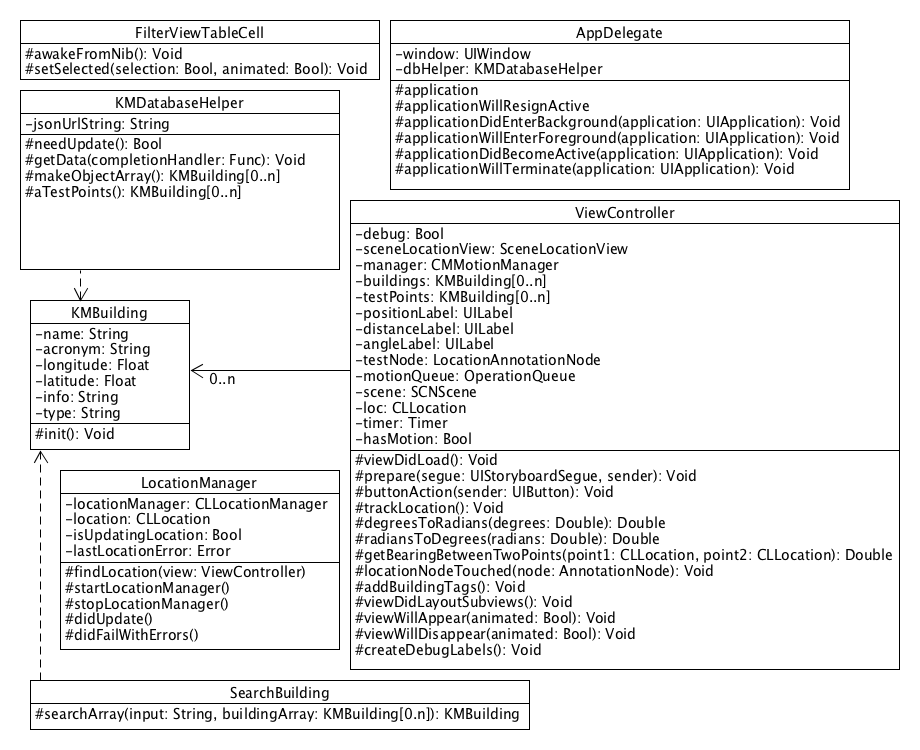 FilterViewTableCell
#awakeFromNib(): Void
#setSelected(selection: Bool, animated: Bool): Void
AppDelegate
-window: UIWindow
-dbHelper: KMDatabaseHelper
#application
#applicationWillResignActive
#applicationDidEnterBackground(application: UIApplication): Void
#applicationWillEnterForeground(application: UIApplication): Void
#applicationDidBecomeActive(application: UIApplication): Void
#applicationWillTerminate(application: UIApplication): Void
KMDatabaseHelper
-jsonUrlString: String
#needUpdate(): Bool
#getData(completionHandler: Func): Void
#makeObjectArray(): KMBuilding[0..n]
#aTestPoints(): KMBuilding[0..n]
ViewController
-debug: Bool
-sceneLocationView: SceneLocationView
-manager: CMMotionManager
-buildings: KMBuilding[0..n]
-testPoints: KMBuilding[0..n]
-positionLabel: UILabel
-distanceLabel: UILabel
-angleLabel: UILabel
-testNode: LocationAnnotationNode
-motionQueue: OperationQueue
-scene: SCNScene
-loc: CLLocation
-timer: Timer
-hasMotion: Bool
#viewDidLoad(): Void
#prepare(segue: UIStoryboardSegue, sender): Void
#buttonAction(sender: UIButton): Void
#trackLocation(): Void
#degreesToRadians(degrees: Double): Double
#radiansToDegrees(radians: Double): Double
#getBearingBetweenTwoPoints(point1: CLLocation, point2: CLLocation): Double
#locationNodeTouched(node: AnnotationNode): Void
#addBuildingTags(): Void
#viewDidLayoutSubviews(): Void
#viewWillAppear(animated: Bool): Void
#viewWillDisappear(animated: Bool): Void
#createDebugLabels(): Void
KMBuilding
-name: String
-acronym: String
-longitude: Float
-latitude: Float
-info: String
-type: String
#init(): Void
0..n
LocationManager
-locationManager: CLLocationManager
-location: CLLocation
-isUpdatingLocation: Bool
-lastLocationError: Error
#findLocation(view: ViewController)
#startLocationManager()
#stopLocationManager()
#didUpdate()
#didFailWithErrors()
SearchBuilding
#searchArray(input: String, buildingArray: KMBuilding[0.n]): KMBuilding